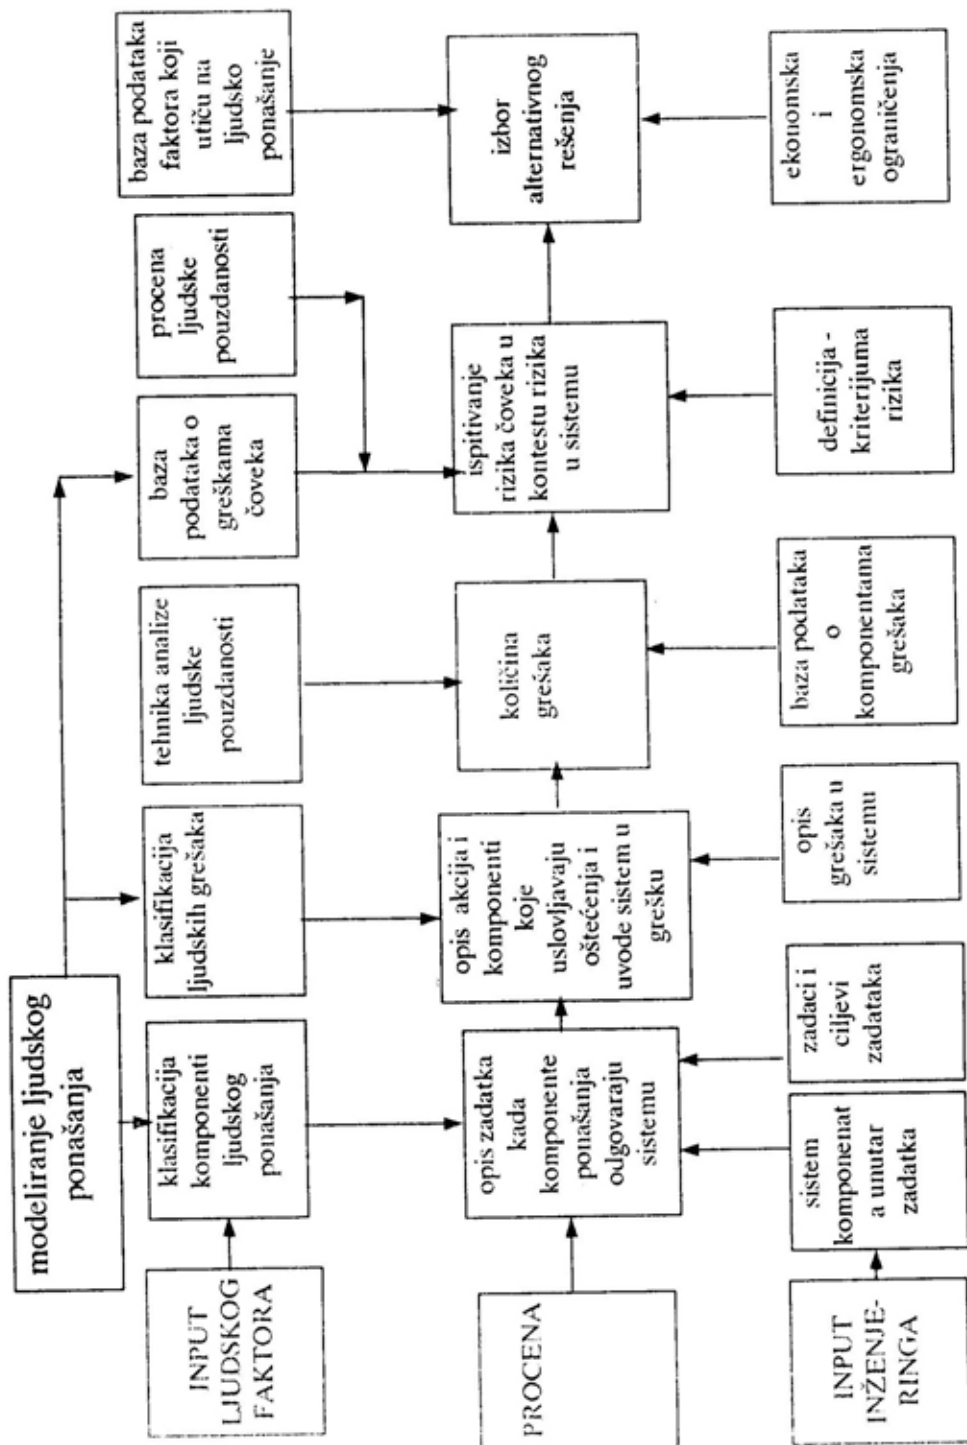 modeliranje ljudskog
ponašanja
INPUT
LJUDSKOG
FAKTORA
klasifikacija
komponenti
ljudskog
ponašanja
klasifikacija
ljudskih grešaka
tehnika analize
ljudske
pouzdanosti
baza
podataka o
greškama
čoveka
procena
ljudske
pouzdanosti
baza podataka
faktora koji
utiču na
ljudsko
ponašanje
PROCENA
opis zadatka
kada
komponente
ponašanja
odgovaraju
sistemu
opis akcija i
komponenti
koje
uslovljavaju
oštećenja i
uvode sistem u
grešku
količina
grešaka
ispitivanje
rizika čoveka u
kontestu rizika
u sistemu
izbor
alternativnog
rešenja
INPUT
INŽENJE-
RINGA
sistem
komponenat
a unutar
zadatka
zadaci i
ciljevi
zadataka
opis
grešaka u
sistemu
baza podataka
o
komponentama
grešaka
definicija -
kriterijuma
rizika
ekonomska
i
ergonomska
ograničenja